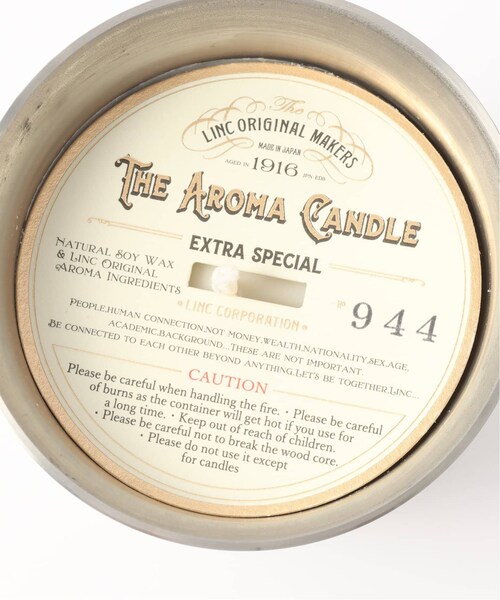 The
LINC ORIGINAL MAKERS
MADE IN JAPAN
AGED IN 1916 JPN
THE AROMA CANDLE
EXTRA SPECIAL
NATURAL SOY WAX
& LINC ORIGINAL
AROMA INGREDIENTS
LINC CORPORATION
No 944
PEOPLE,HUMAN CONNECTION,NOT MONEY,WEALTH,NATIONALITY,SEX,AGE,
ACADEMIC,BACKGROUND...THESE ARE NOT IMPORTANT.
BE CONNECTED TO EACH OTHER BEYOND ANYTHING.LET'S BE TOGETHER.LINC...
CAUTION
Please be careful when handling the fire. • Please be careful
of burns as the container will get hot if you use for
a long time. • Keep out of reach of children.
• Please be careful not to break the wood core.
• Please do not use it except
for candles